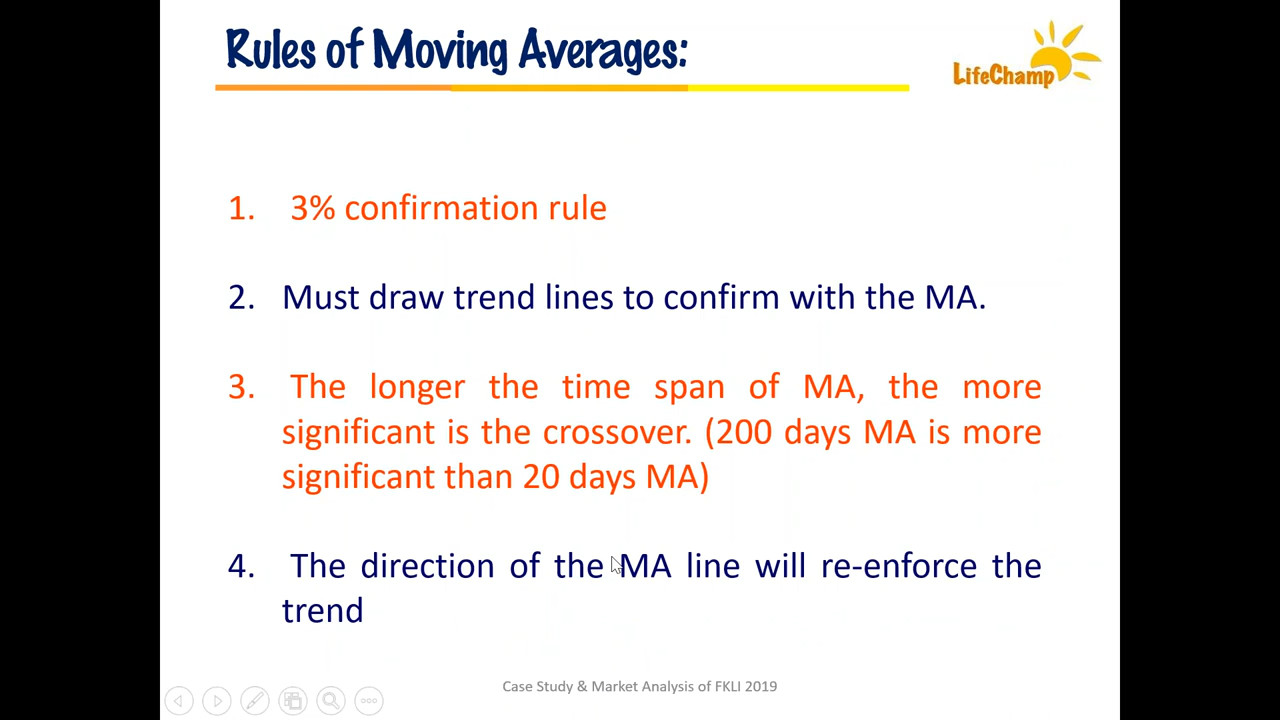 Rules of Moving Averages:
LifeChamp
1. 3% confirmation rule
2. Must draw trend lines to confirm with the MA.
3. The longer the time span of MA, the more
significant is the crossover. (200 days MA is more
significant than 20 days MA)
4. The direction of the MA line will re-enforce the
trend
Case Study & Market Analysis of FKLI 2019